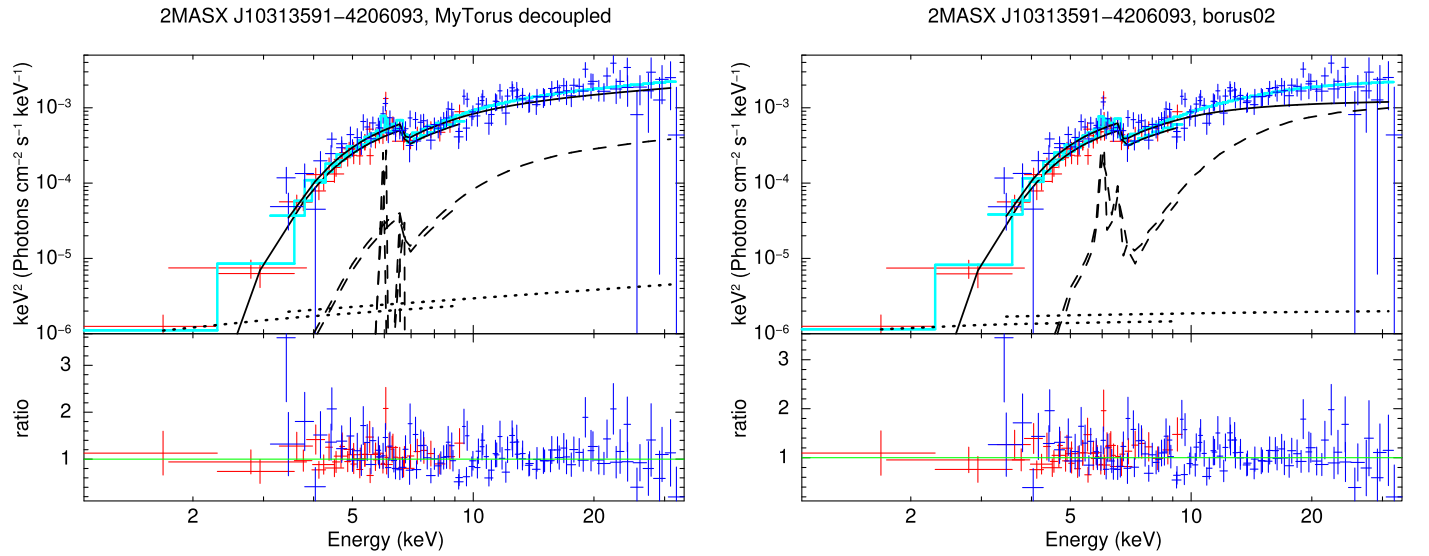 2MASX J10313591−4206093, MyTorus decoupled
keV² (Photons cm⁻² s⁻¹ keV⁻¹)
10⁻³
10⁻⁴
10⁻⁵
10⁻⁶
ratio
3
2
1
2 5 10 20
Energy (keV)
2MASX J10313591−4206093, borus02
keV² (Photons cm⁻² s⁻¹ keV⁻¹)
10⁻³
10⁻⁴
10⁻⁵
10⁻⁶
ratio
3
2
1
2 5 10 20
Energy (keV)